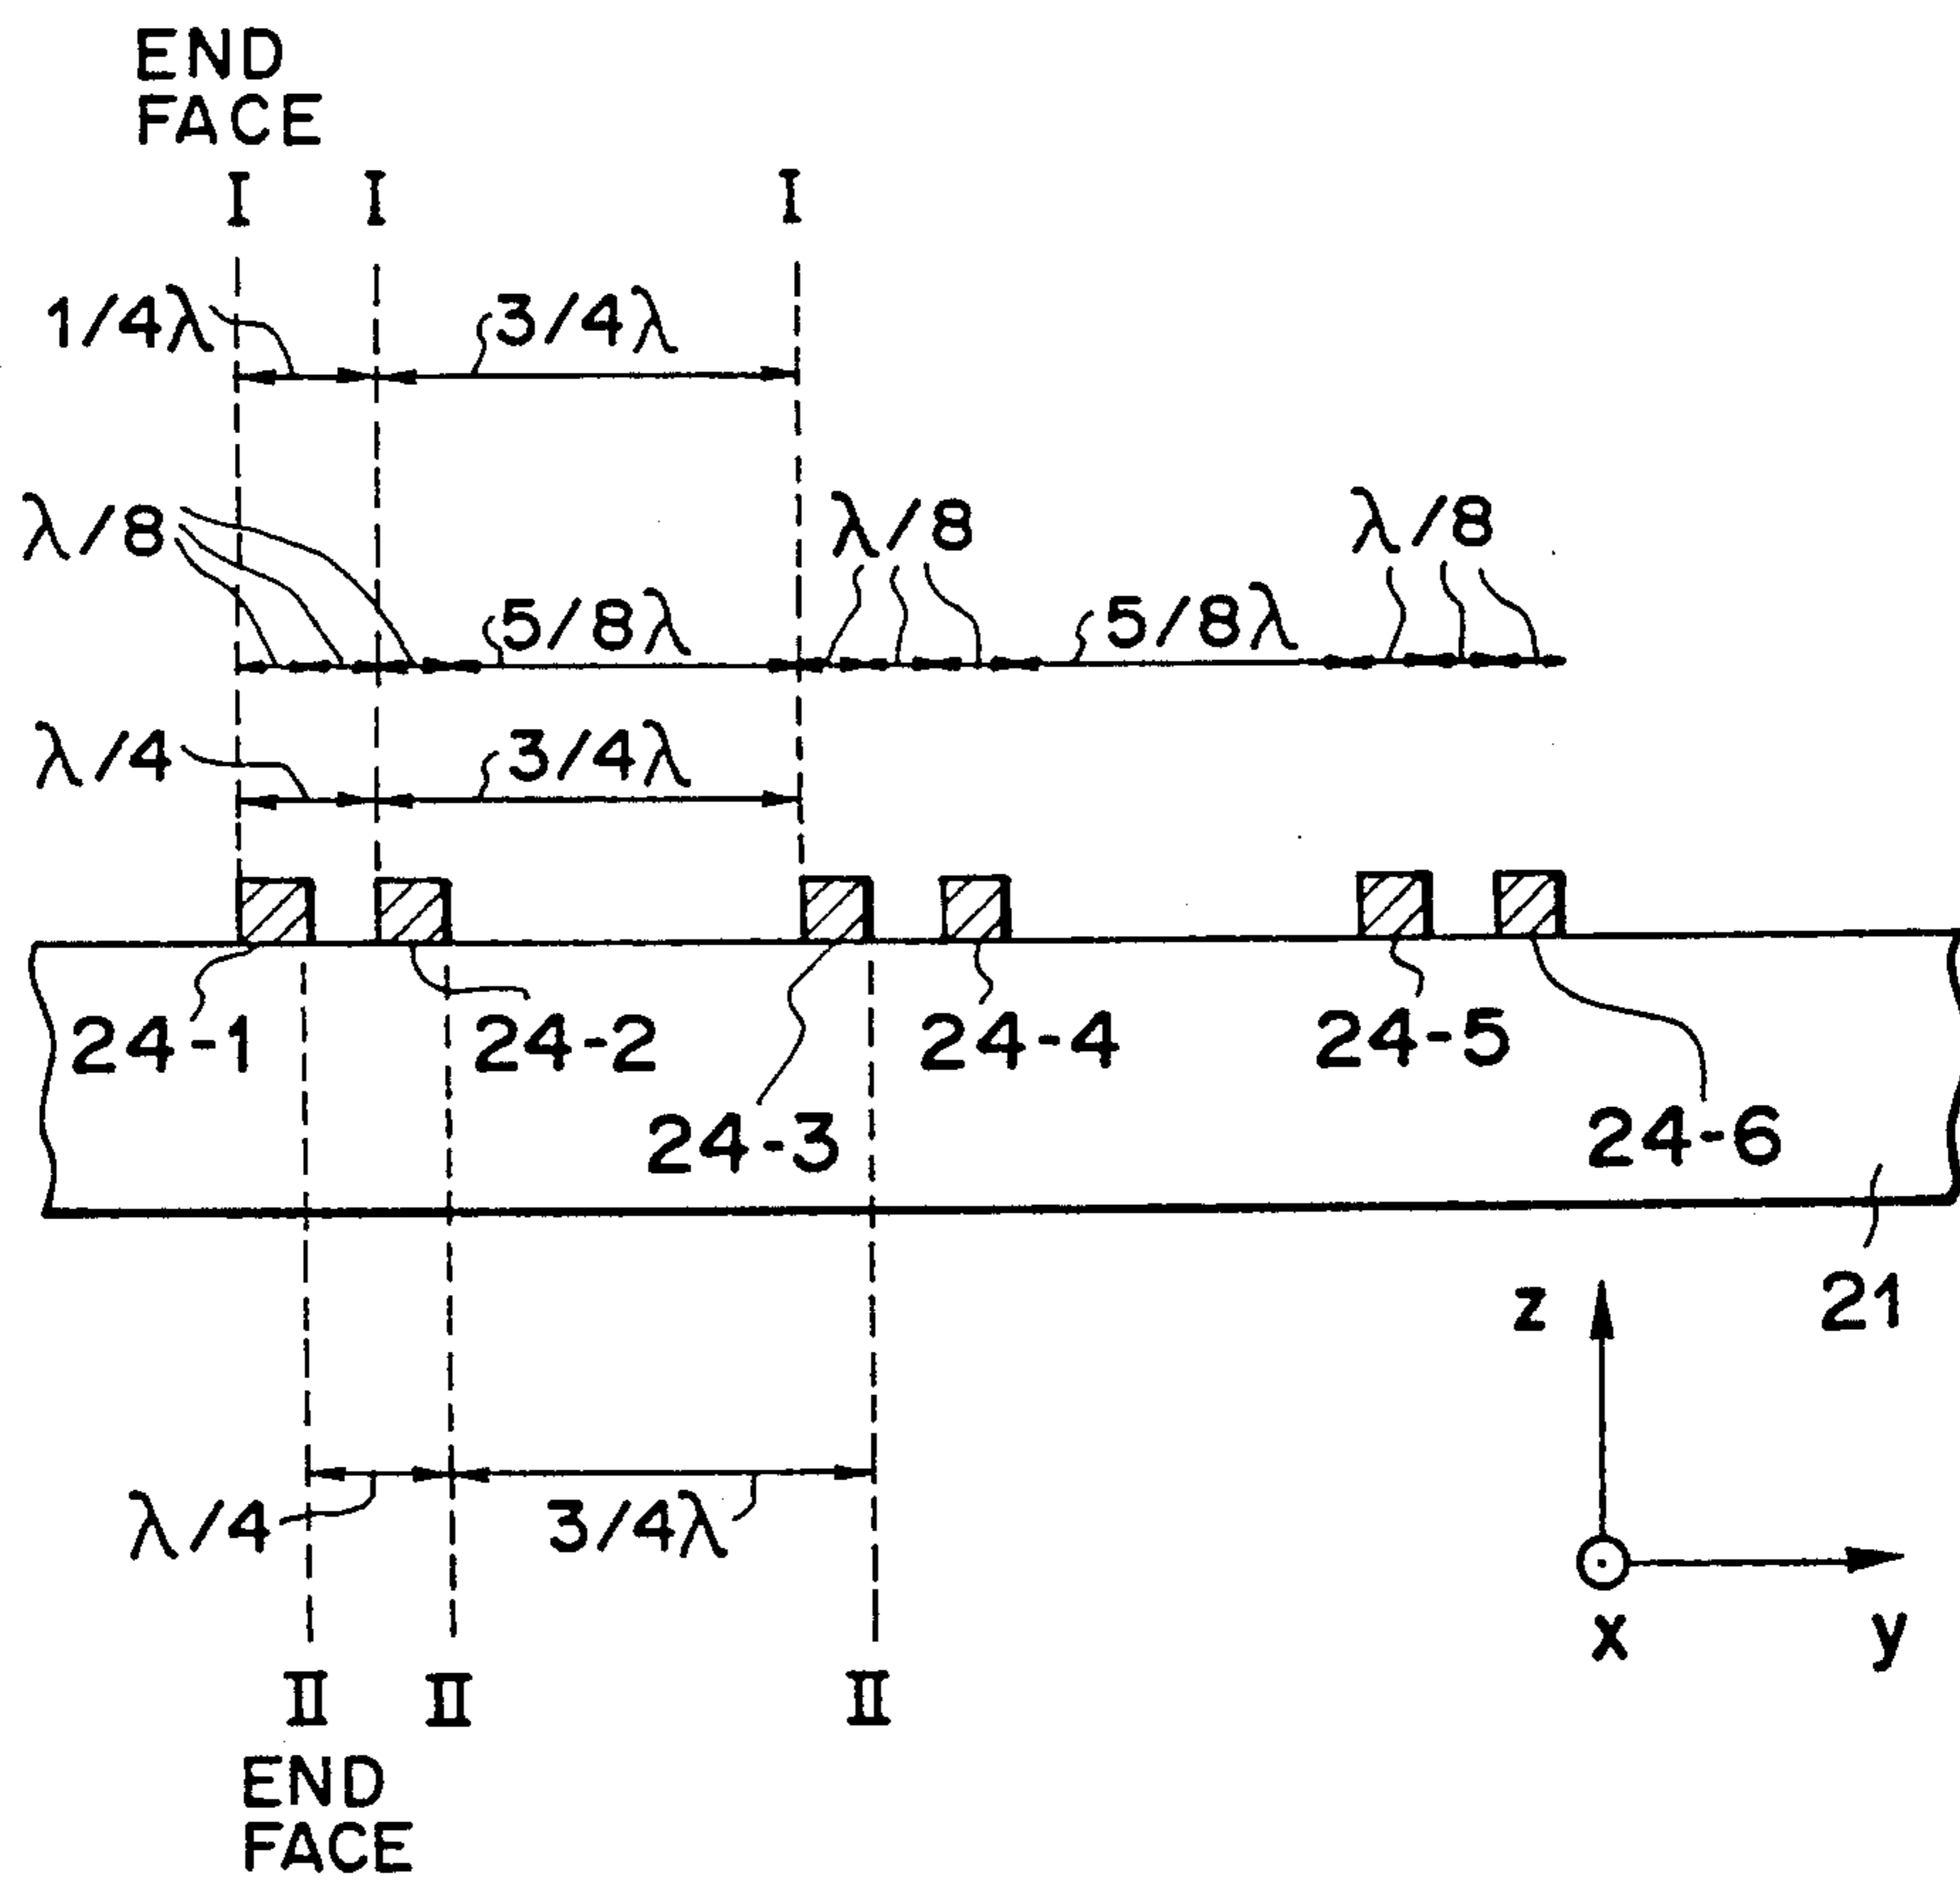 END
FACE
I I I
1/4λ 3/4λ
λ/8 λ/8 λ/8
5/8λ 5/8λ
λ/4 3/4λ
24-1 24-2 24-4 24-5
24-3 24-6
21
z
λ/4 3/4λ
x y
II II II
END
FACE